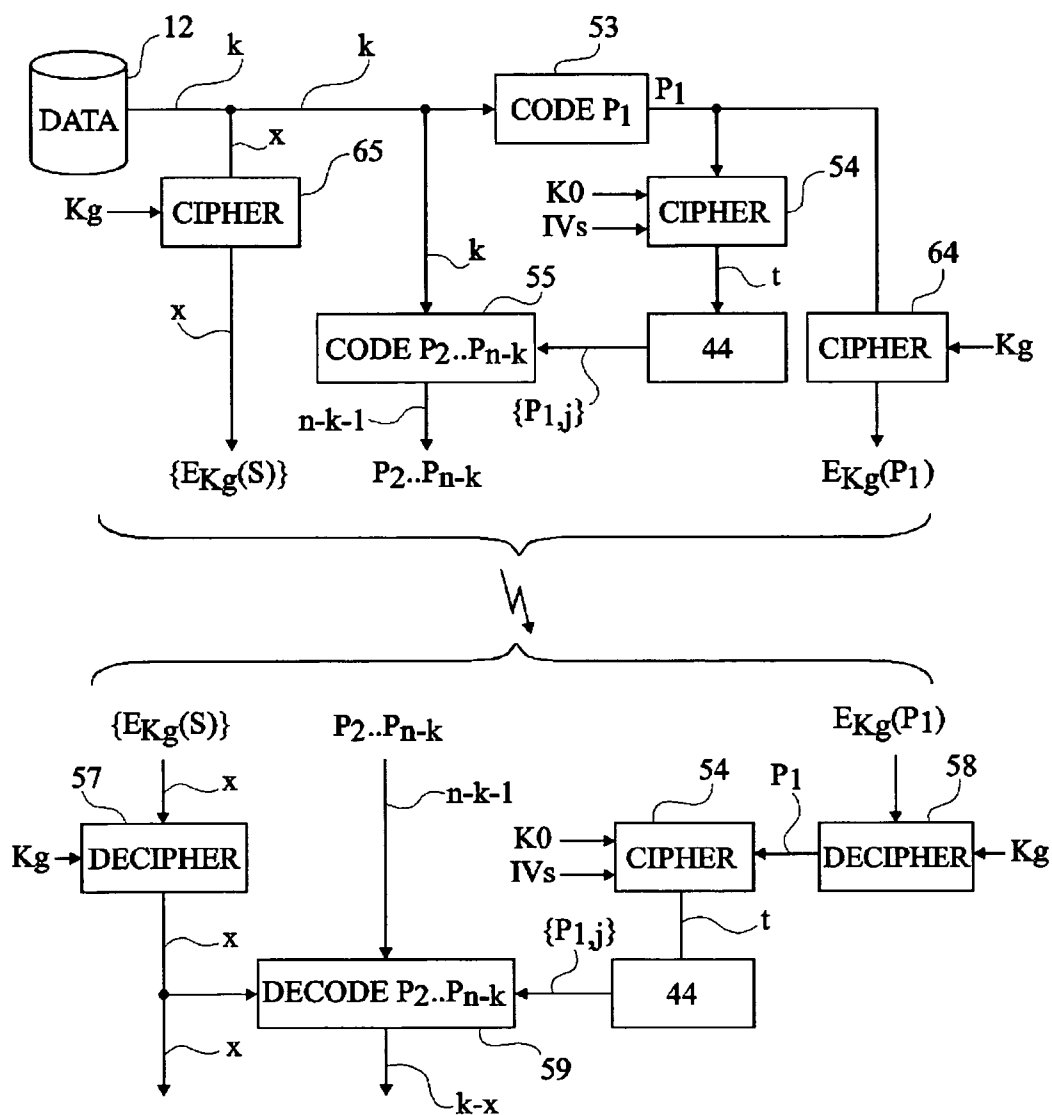 12
k
k
53
DATA
CODE P1
P1
x
65
54
Kg
CIPHER
K0
IVs
CIPHER
k
t
64
x
55
CODE P2..Pn-k
44
CIPHER
Kg
{P1,j}
n-k-1
{EKg(S)}
P2..Pn-k
EKg(P1)
{EKg(S)}
P2..Pn-k
EKg(P1)
57
x
n-k-1
54
P1
58
Kg
DECIPHER
K0
IVs
CIPHER
DECIPHER
Kg
x
{P1,j}
t
DECODE P2..Pn-k
44
x
59
k-x